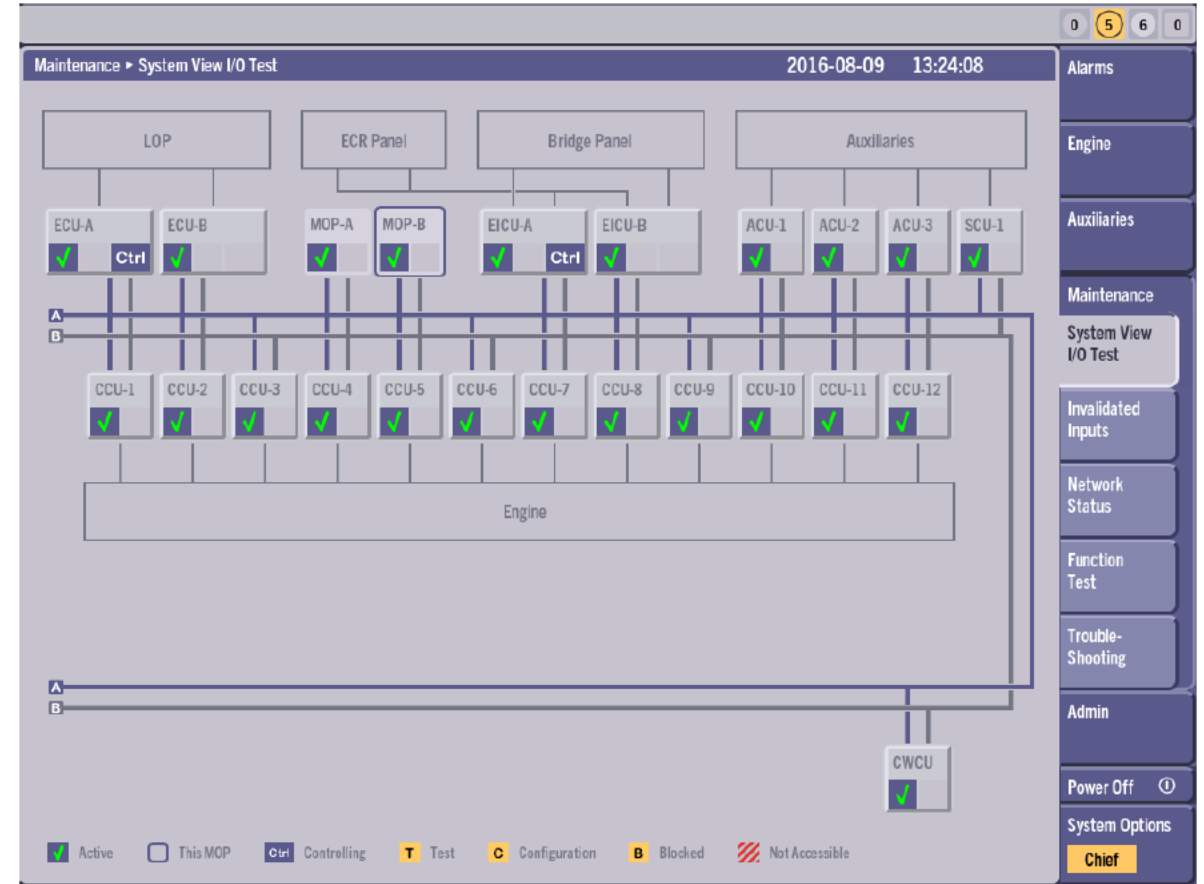 0 5 6 0
Maintenance ▸ System View I/O Test 2016-08-09 13:24:08
Alarms
Engine
Auxiliaries
Maintenance
System View
I/O Test
Invalidated
Inputs
Network
Status
Function
Test
Trouble-
Shooting
Admin
Power Off
System Options
Chief
LOP ECR Panel Bridge Panel Auxiliaries
ECU-A ECU-B MOP-A MOP-B EICU-A EICU-B ACU-1 ACU-2 ACU-3 SCU-1
Ctrl Ctrl
A
B
CCU-1 CCU-2 CCU-3 CCU-4 CCU-5 CCU-6 CCU-7 CCU-8 CCU-9 CCU-10 CCU-11 CCU-12
Engine
A
B
CWCU
Active This MOP Ctrl Controlling T Test C Configuration B Blocked Not Accessible